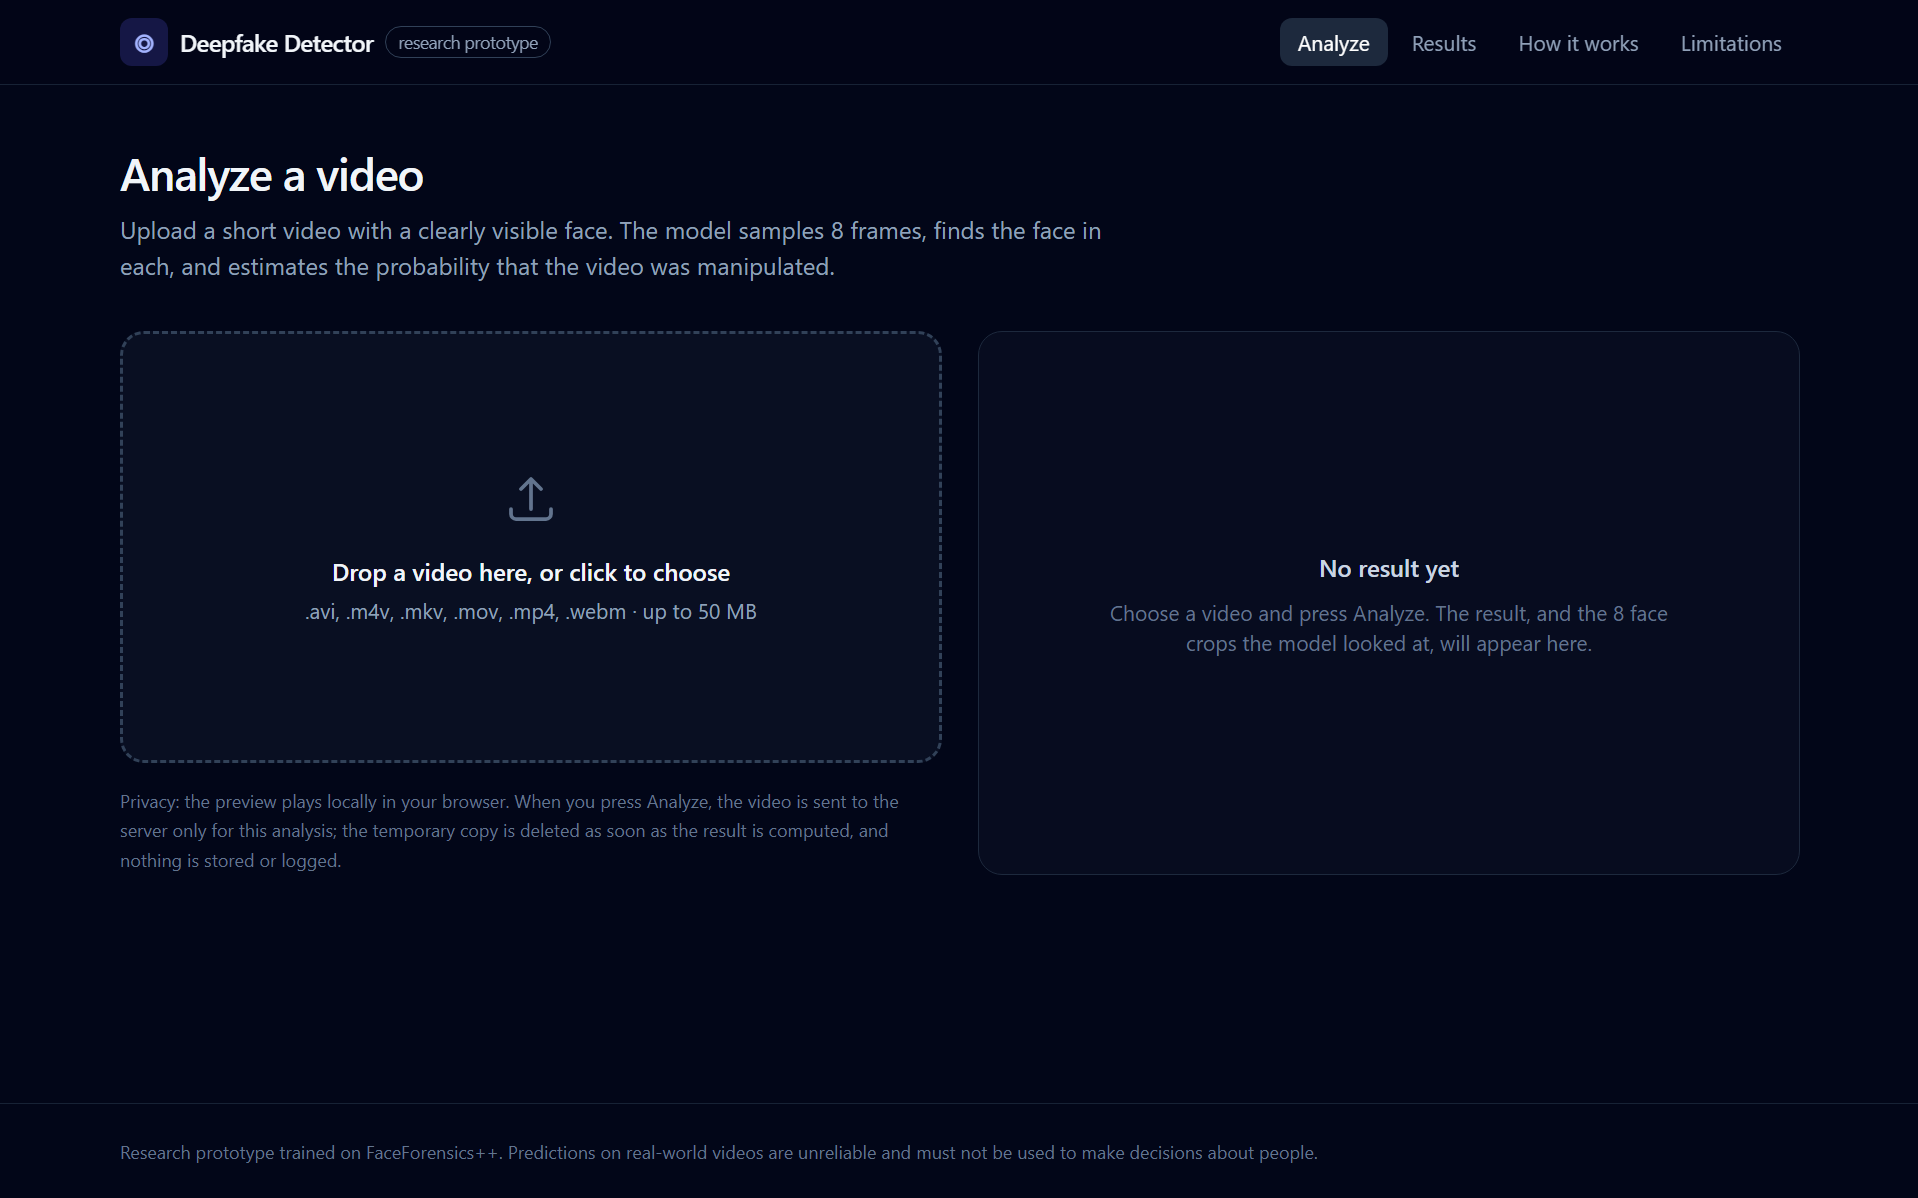 Deepfake Detector
research prototype
Analyze
Results
How it works
Limitations
Analyze a video
Upload a short video with a clearly visible face. The model samples 8 frames, finds the face in
each, and estimates the probability that the video was manipulated.
Drop a video here, or click to choose
.avi, .m4v, .mkv, .mov, .mp4, .webm · up to 50 MB
Privacy: the preview plays locally in your browser. When you press Analyze, the video is sent to the
server only for this analysis; the temporary copy is deleted as soon as the result is computed, and
nothing is stored or logged.
No result yet
Choose a video and press Analyze. The result, and the 8 face
crops the model looked at, will appear here.
Research prototype trained on FaceForensics++. Predictions on real-world videos are unreliable and must not be used to make decisions about people.